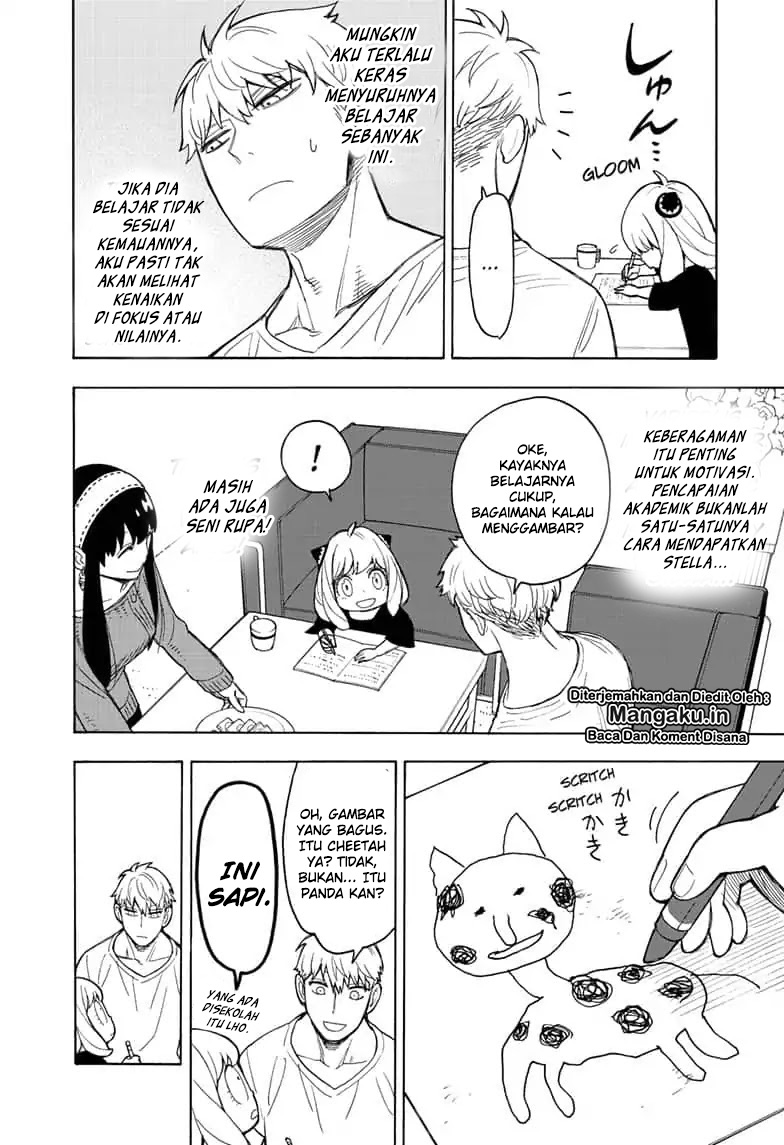 しゅん…
GLOOM
...
MUNGKIN
AKU TERLALU
KERAS
MENYURUHNYA
BELAJAR
SEBANYAK
INI.
JIKA DIA
BELAJAR TIDAK
SESUAI
KEMAUANNYA,
AKU PASTI TAK
AKAN MELIHAT
KENAIKAN
DI FOKUS ATAU
NILAINYA.
KEBERAGAMAN
ITU PENTING
UNTUK MOTIVASI.
PENCAPAIAN
AKADEMIK BUKANLAH
SATU-SATUNYA
CARA MENDAPATKAN
STELLA...
OKE,
KAYAKNYA
BELAJARNYA
CUKUP,
BAGAIMANA KALAU
MENGGAMBAR?
!
MASIH
ADA JUGA
SENI RUPA!
Diterjemahkan dan Diedit Oleh :
Mangaku.in
Baca Dan Koment Disana
SCRITCH
SCRITCH
かき
かき
OH, GAMBAR
YANG BAGUS.
ITU CHEETAH
YA? TIDAK,
BUKAN... ITU
PANDA KAN?
INI
SAPI.
YANG ADA
DISEKOLAH
ITU LHO.